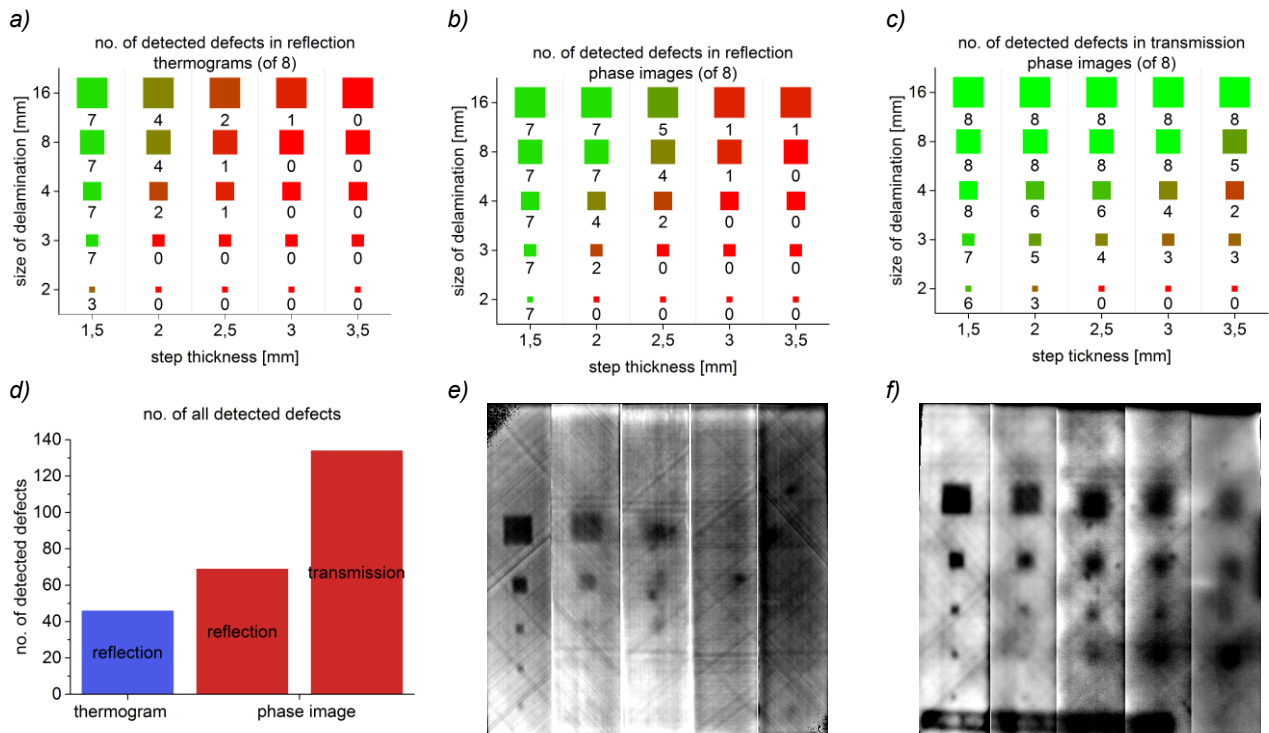 a)
no. of detected defects in reflection
thermograms (of 8)
size of delamination [mm]
16
7 4 2 1 0
8
7 4 1 0 0
4
7 2 1 0 0
3
7 0 0 0 0
2
3 0 0 0 0
1,5 2 2,5 3 3,5
step thickness [mm]
b)
no. of detected defects in reflection
phase images (of 8)
size of delamination [mm]
16
7 7 5 1 1
8
7 7 4 1 0
4
7 4 2 0 0
3
7 2 0 0 0
2
7 0 0 0 0
1,5 2 2,5 3 3,5
step thickness [mm]
c)
no. of detected defects in transmission
phase images (of 8)
size of delamination [mm]
16
8 8 8 8 8
8
8 8 8 8 5
4
8 6 6 4 2
3
7 5 4 3 3
2
6 3 0 0 0
1,5 2 2,5 3 3,5
step tickness [mm]
d)
no. of all detected defects
no. of detected defects
140
120
100
80
60
40
20
0
reflection
reflection
transmission
thermogram phase image
e)
f)